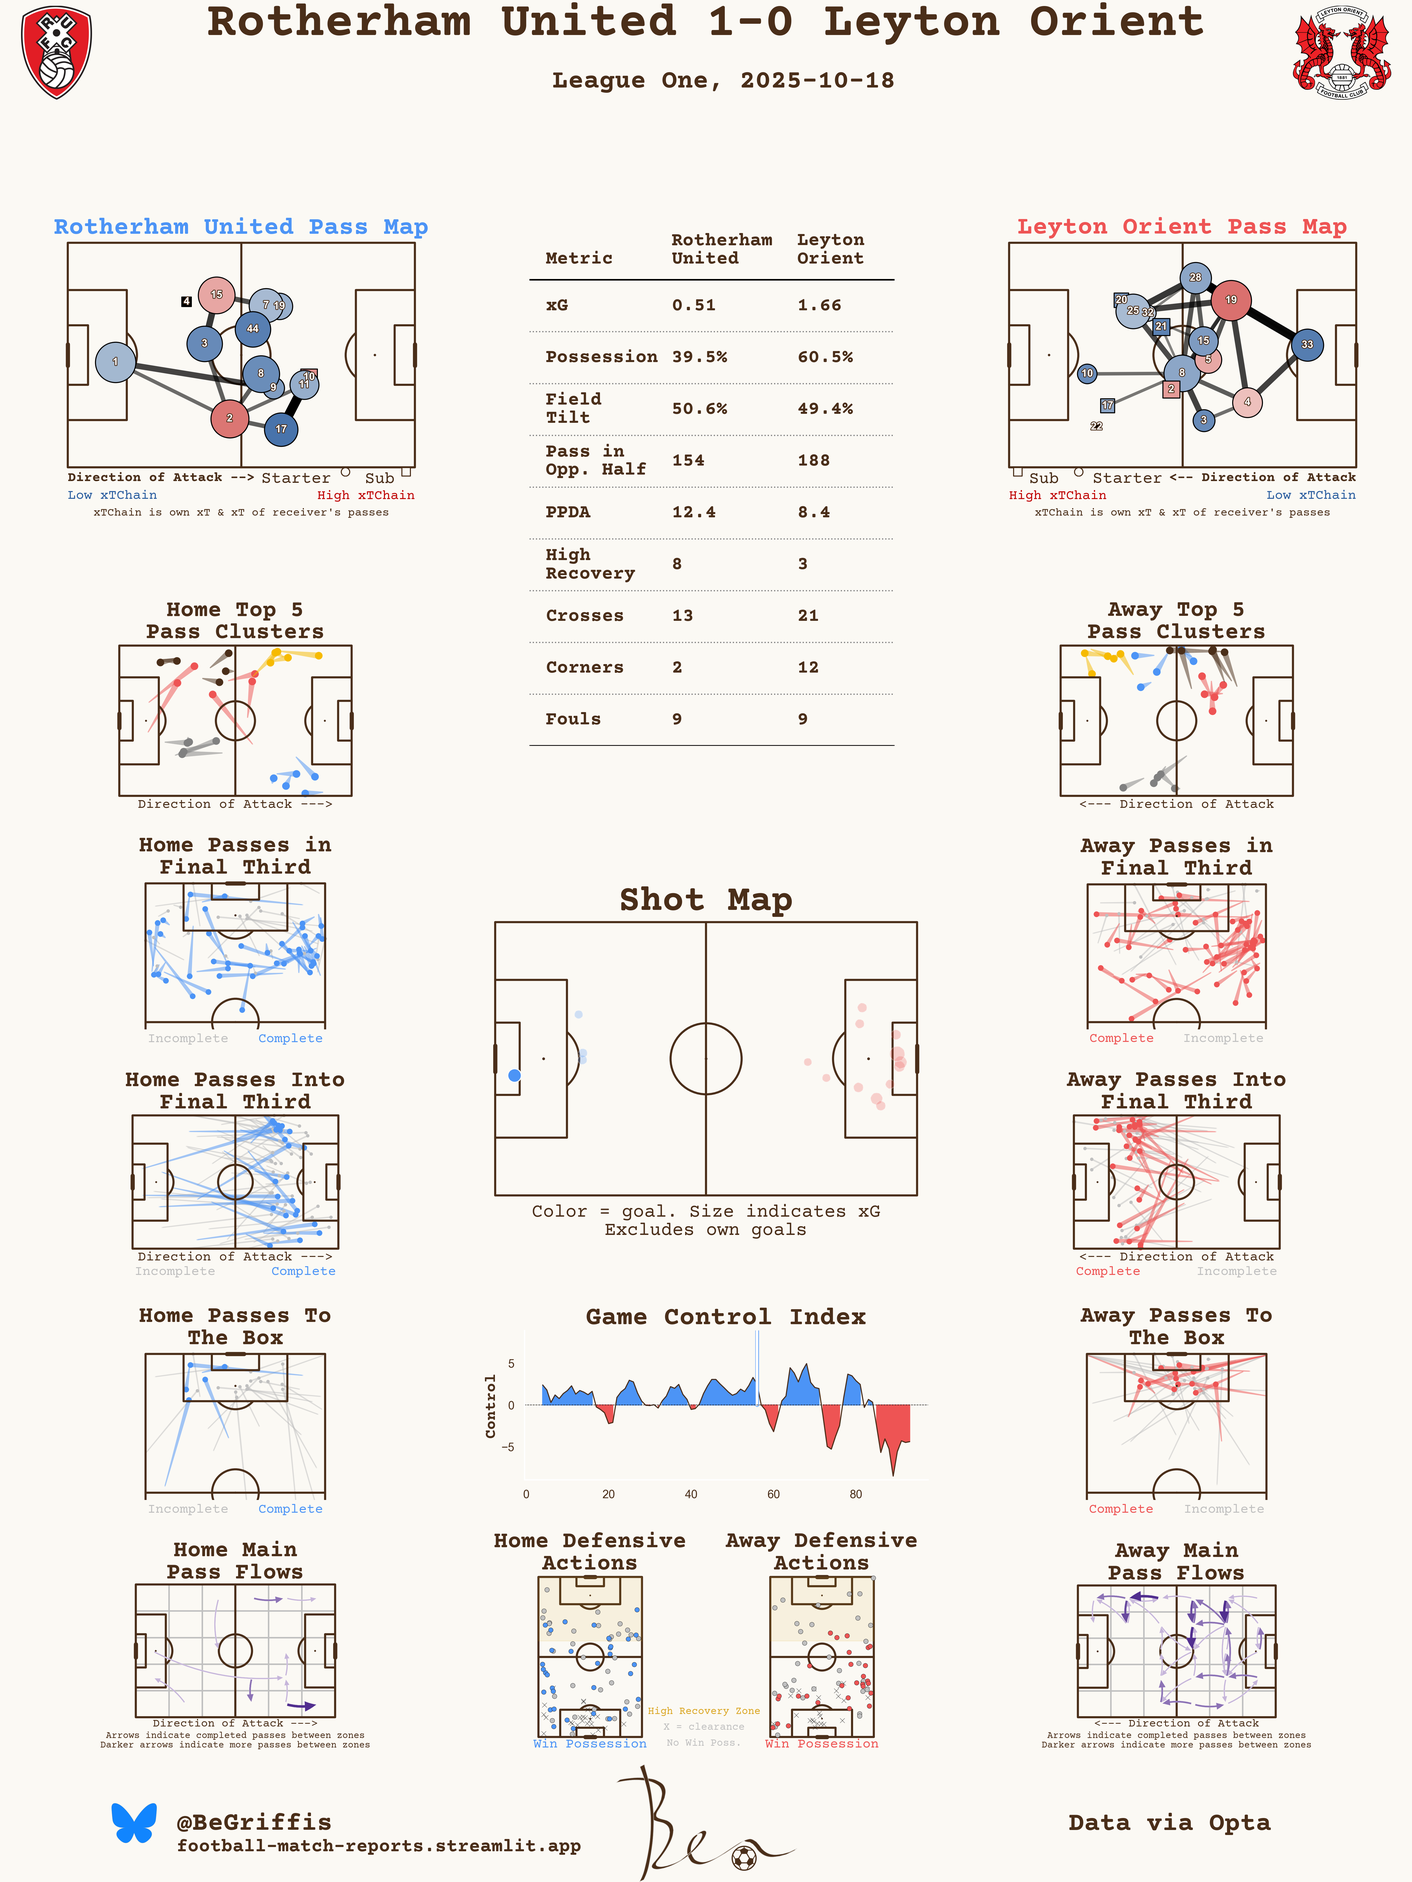 Rotherham United 1-0 Leyton Orient
League One, 2025-10-18
LEYTON ORIENT
1881
FOOTBALL CLUB
Rotherham United Pass Map
4
15
7
19
44
3
1
8
10
9
11
2
17
Direction of Attack --> Starter Sub
Low xTChain High xTChain
xTChain is own xT & xT of receiver's passes
Metric Rotherham United Leyton Orient
xG 0.51 1.66
Possession 39.5% 60.5%
Field Tilt 50.6% 49.4%
Pass in Opp. Half 154 188
PPDA 12.4 8.4
High Recovery 8 3
Crosses 13 21
Corners 2 12
Fouls 9 9
Leyton Orient Pass Map
28
20
19
25
32
21
15
33
5
10
8
2
17
4
3
22
Sub Starter <-- Direction of Attack
High xTChain Low xTChain
xTChain is own xT & xT of receiver's passes
Home Top 5
Pass Clusters
Direction of Attack --->
Away Top 5
Pass Clusters
<--- Direction of Attack
Home Passes in
Final Third
Incomplete Complete
Away Passes in
Final Third
Complete Incomplete
Shot Map
Color = goal. Size indicates xG
Excludes own goals
Home Passes Into
Final Third
Direction of Attack --->
Incomplete Complete
Away Passes Into
Final Third
<--- Direction of Attack
Complete Incomplete
Home Passes To
The Box
Incomplete Complete
Game Control Index
Control
5
0
−5
0 20 40 60 80
Away Passes To
The Box
Complete Incomplete
Home Main
Pass Flows
Direction of Attack --->
Arrows indicate completed passes between zones
Darker arrows indicate more passes between zones
Home Defensive
Actions
Win Possession
High Recovery Zone
X = clearance
No Win Poss.
Away Defensive
Actions
Win Possession
Away Main
Pass Flows
<--- Direction of Attack
Arrows indicate completed passes between zones
Darker arrows indicate more passes between zones
@BeGriffis
football-match-reports.streamlit.app
Ben
Data via Opta